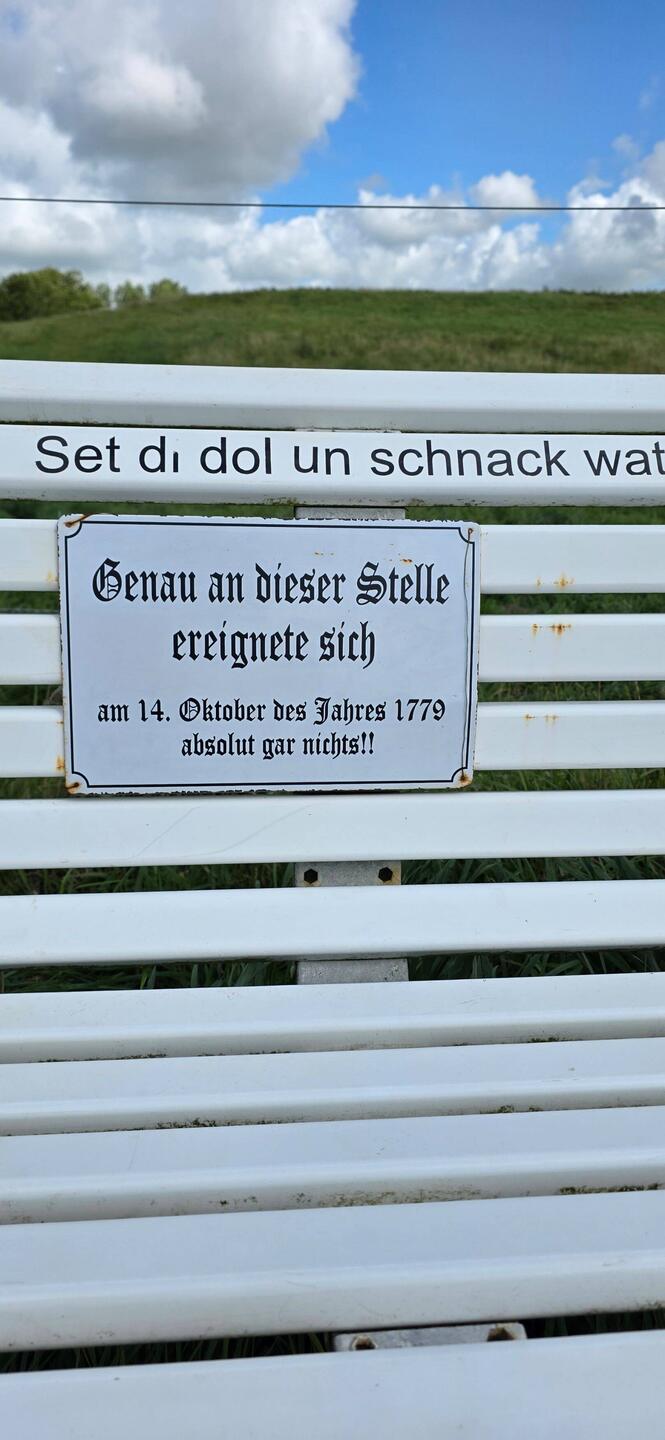 Set di dol un schnack wat
Genau an dieser Stelle
ereignete sich
am 14. Oktober des Jahres 1779
absolut gar nichts!!